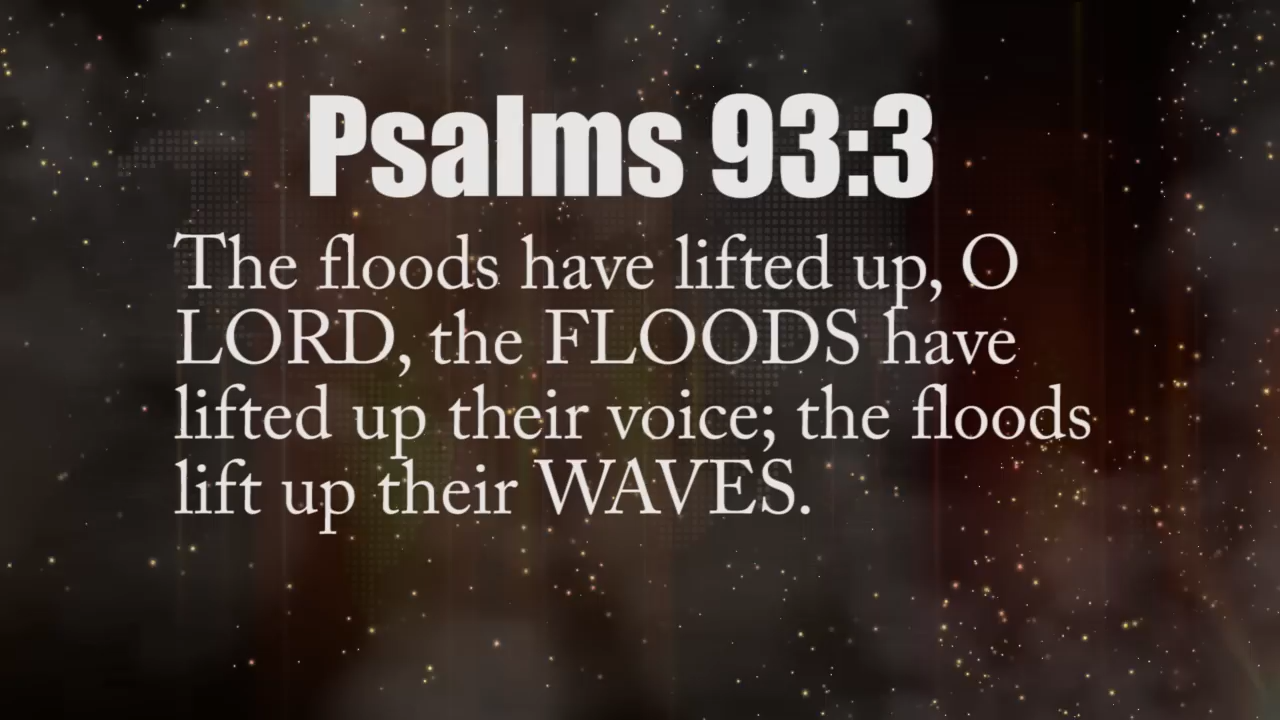 Psalms 93:3
The floods have lifted up, O
LORD, the FLOODS have
lifted up their voice; the floods
lift up their WAVES.